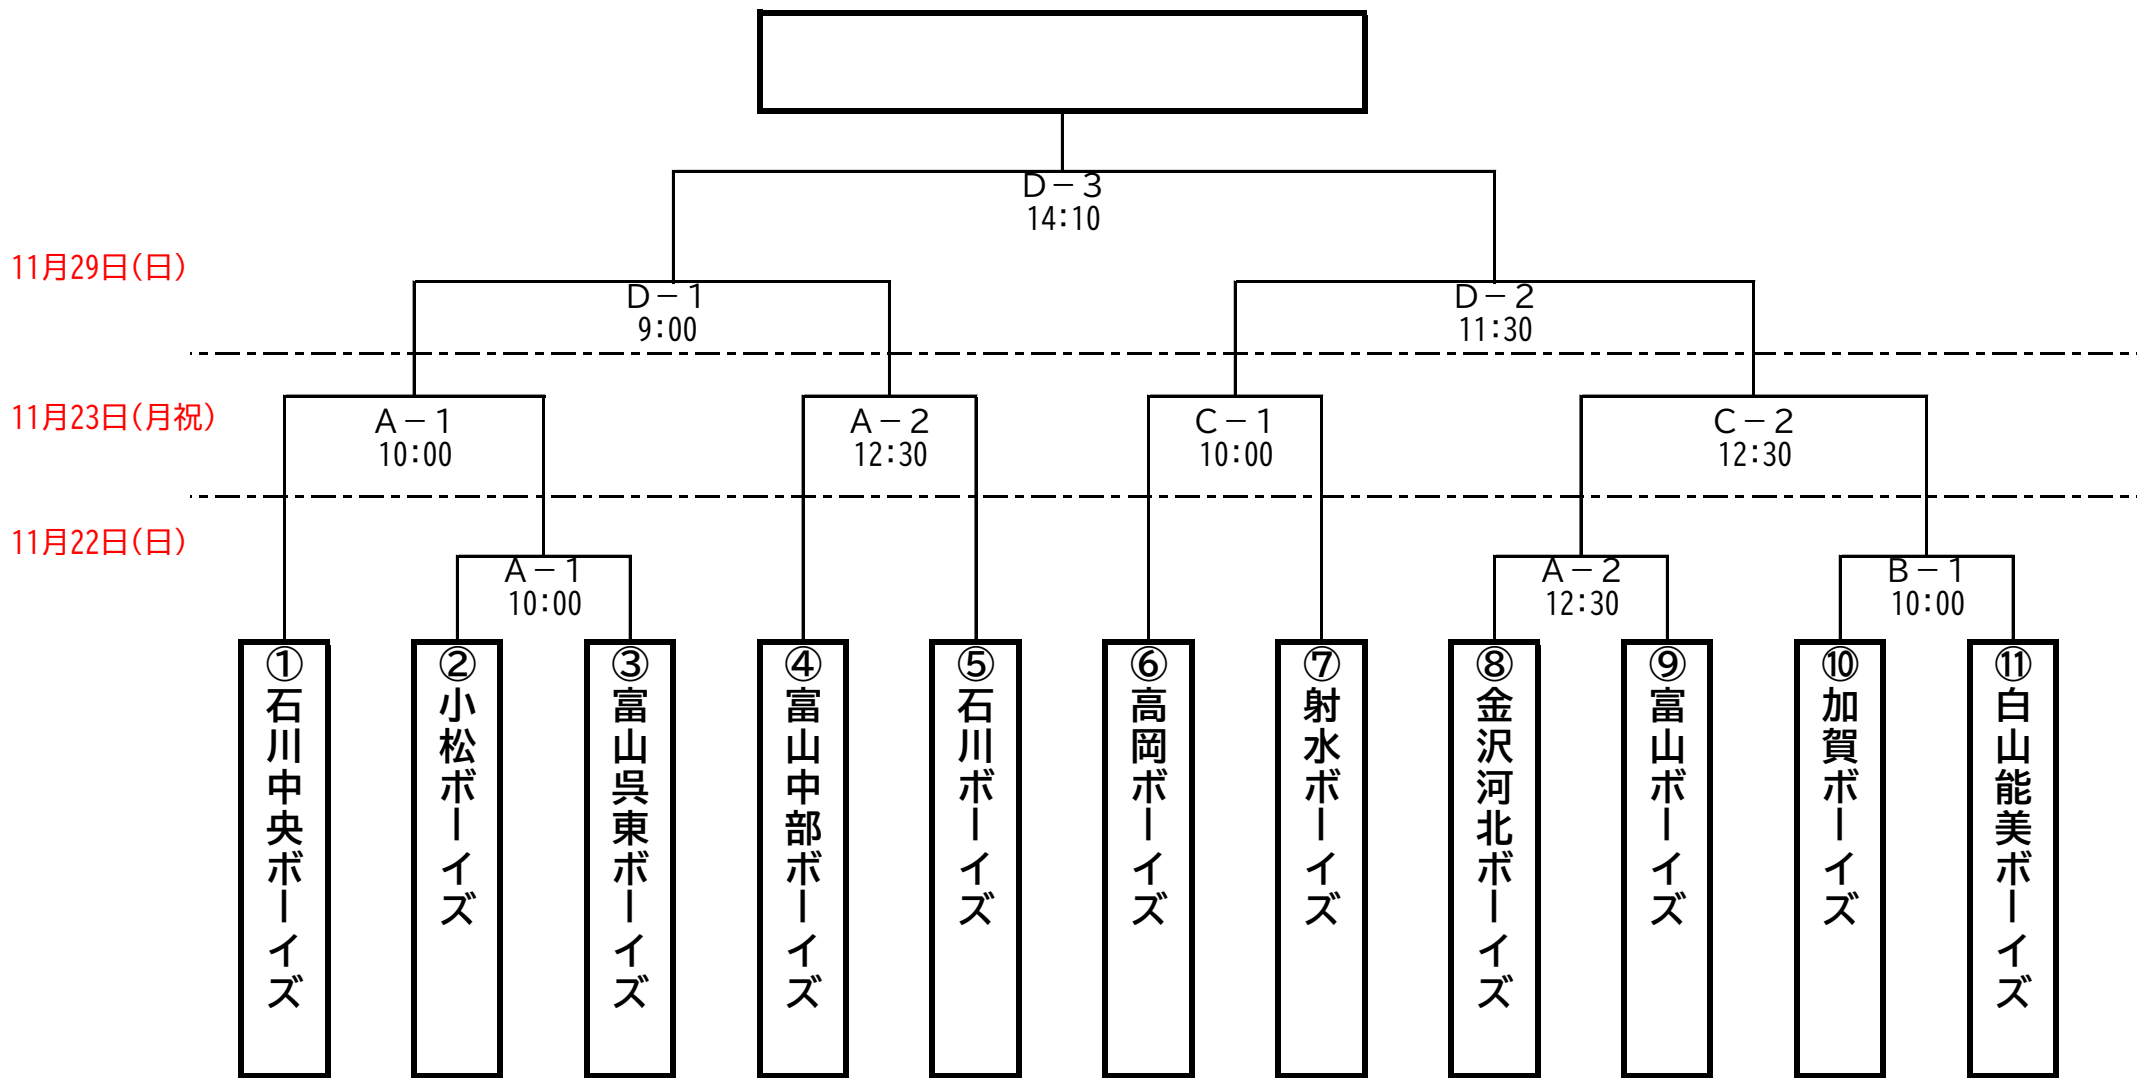 D－3
14:10
11月29日(日)
D－1
9:00
D－2
11:30
11月23日(月祝)
A－1
10:00
A－2
12:30
C－1
10:00
C－2
12:30
11月22日(日)
A－1
10:00
A－2
12:30
B－1
10:00
①石川中央ボーイズ
②小松ボーイズ
③富山呉東ボーイズ
④富山中部ボーイズ
⑤石川ボーイズ
⑥高岡ボーイズ
⑦射水ボーイズ
⑧金沢河北ボーイズ
⑨富山ボーイズ
⑩加賀ボーイズ
⑪白山能美ボーイズ